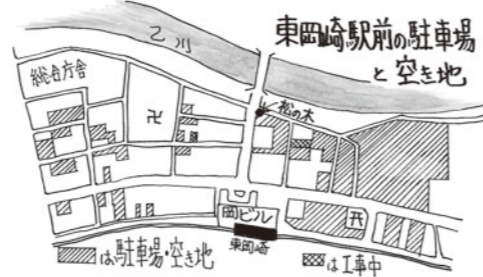 東岡崎駅前の駐車場
と空き地
乙川
総合庁舎
卍
松の木
岡ビル
東岡崎
は駐車場・空き地
は工事中